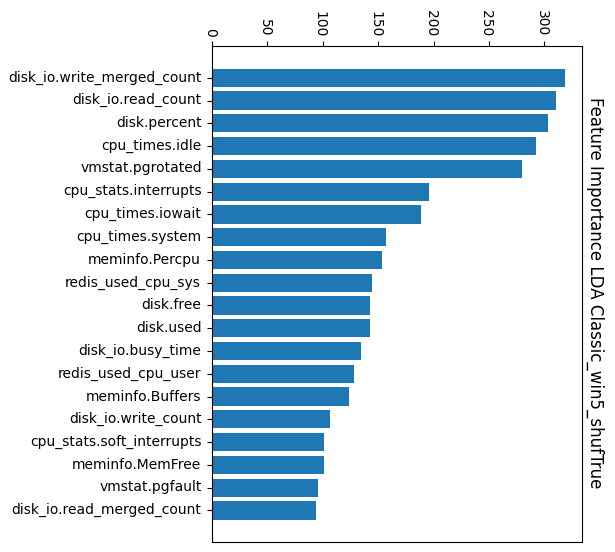 0 50 100 150 200 250 300
Feature Importance LDA Classic_win5_shufTrue
disk_io.write_merged_count
disk_io.read_count
disk.percent
cpu_times.idle
vmstat.pgrotated
cpu_stats.interrupts
cpu_times.iowait
cpu_times.system
meminfo.Percpu
redis_used_cpu_sys
disk.free
disk.used
disk_io.busy_time
redis_used_cpu_user
meminfo.Buffers
disk_io.write_count
cpu_stats.soft_interrupts
meminfo.MemFree
vmstat.pgfault
disk_io.read_merged_count